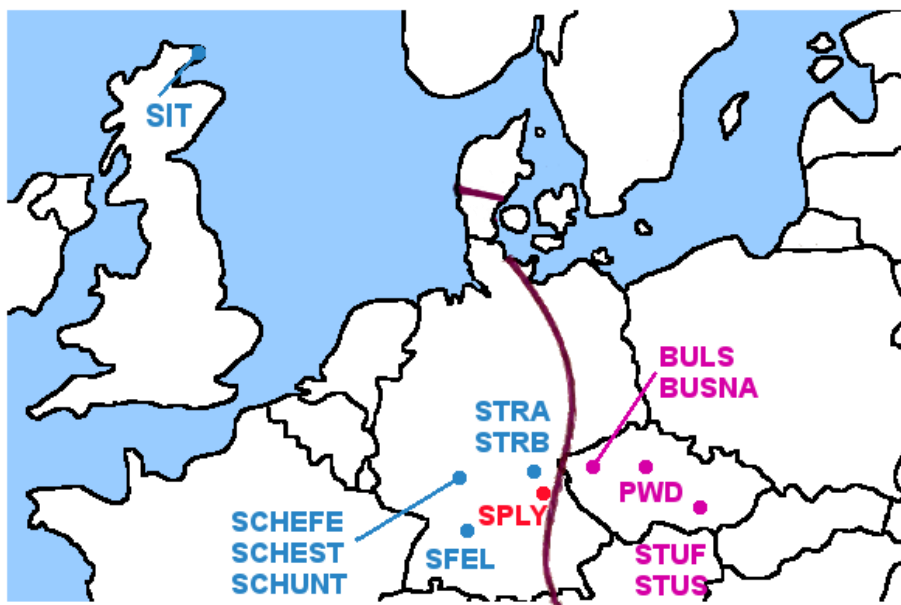 SIT
BULS
BUSNA
STRA
STRB
PWD
SPLY
SCHEFE
SCHEST
SCHUNT
SFEL
STUF
STUS